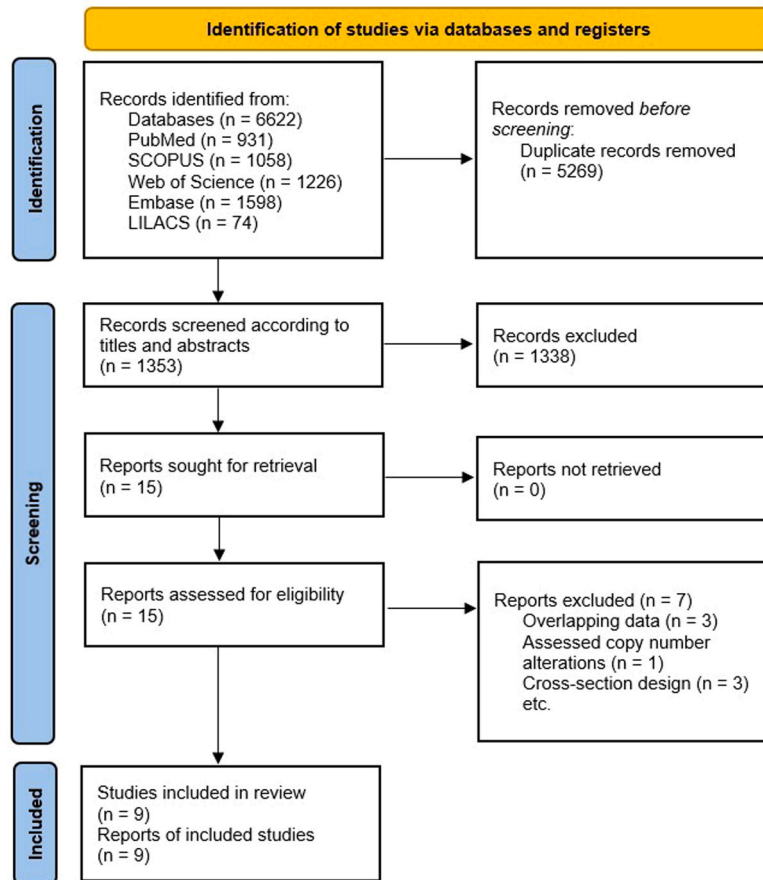 Identification of studies via databases and registers
Identification
Records identified from:
Databases (n = 6622)
PubMed (n = 931)
SCOPUS (n = 1058)
Web of Science (n = 1226)
Embase (n = 1598)
LILACS (n = 74)
Records removed before
screening:
Duplicate records removed
(n = 5269)
Screening
Records screened according to
titles and abstracts
(n = 1353)
Records excluded
(n = 1338)
Reports sought for retrieval
(n = 15)
Reports not retrieved
(n = 0)
Reports assessed for eligibility
(n = 15)
Reports excluded (n = 7)
Overlapping data (n = 3)
Assessed copy number
alterations (n = 1)
Cross-section design (n = 3)
etc.
Included
Studies included in review
(n = 9)
Reports of included studies
(n = 9)